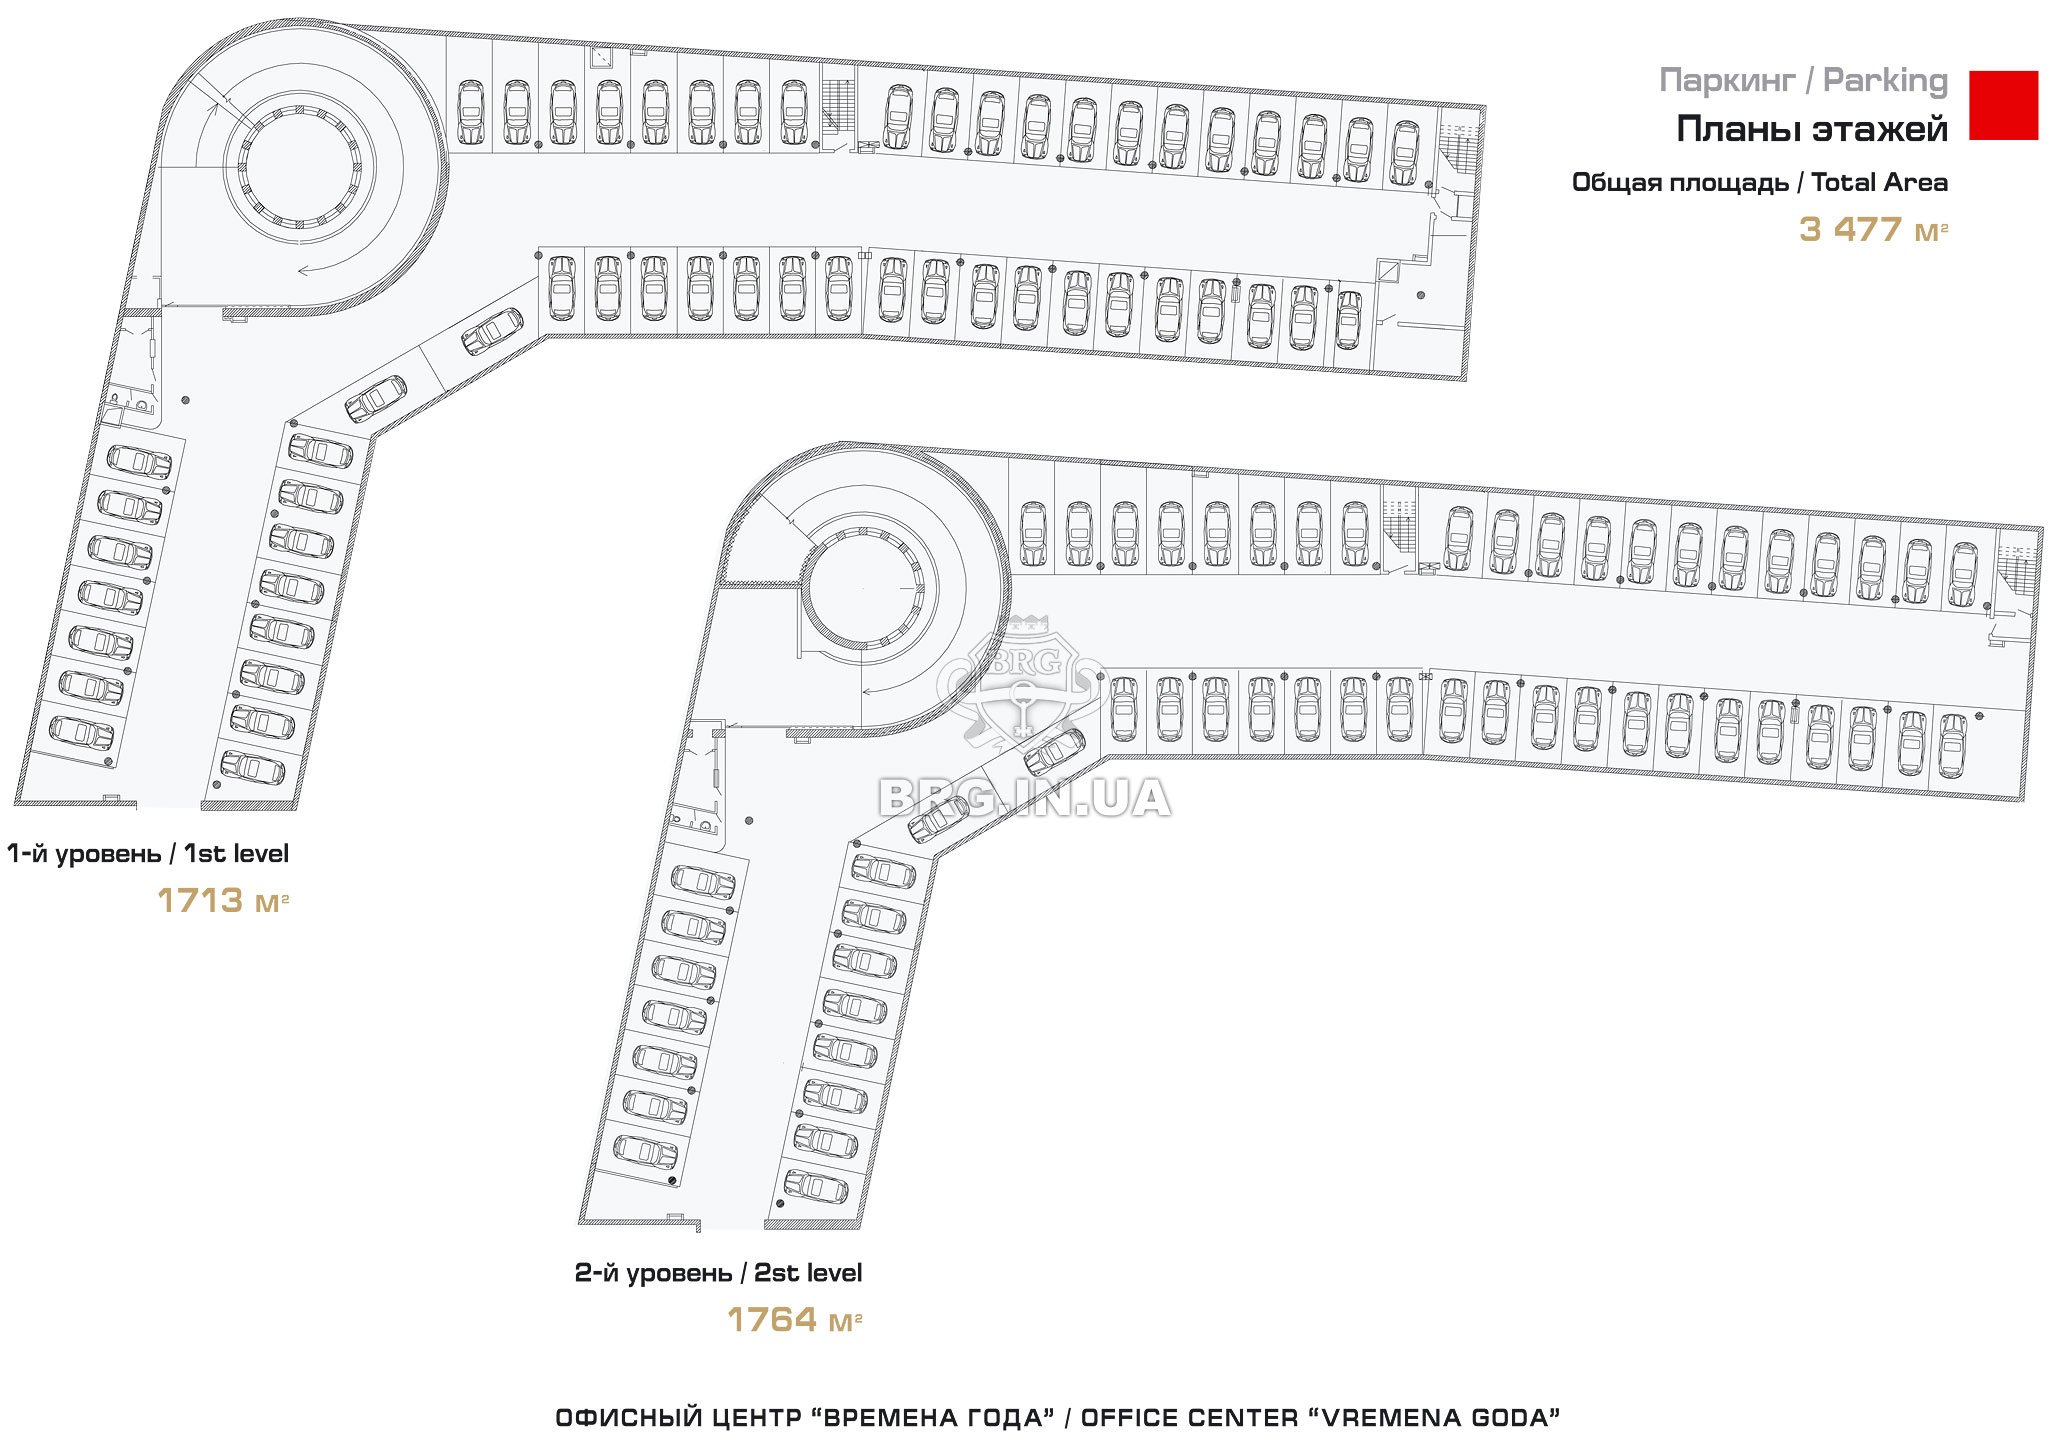 Паркинг / Parking
Планы этажей
Общая площадь / Total Area
3 477 м²
BRG
BRG.IN.UA
1-й уровень / 1st level
1713 м²
2-й уровень / 2st level
1764 м²
ОФИСНЫЙ ЦЕНТР “ВРЕМЕНА ГОДА” / OFFICE CENTER “VREMENA GODA”